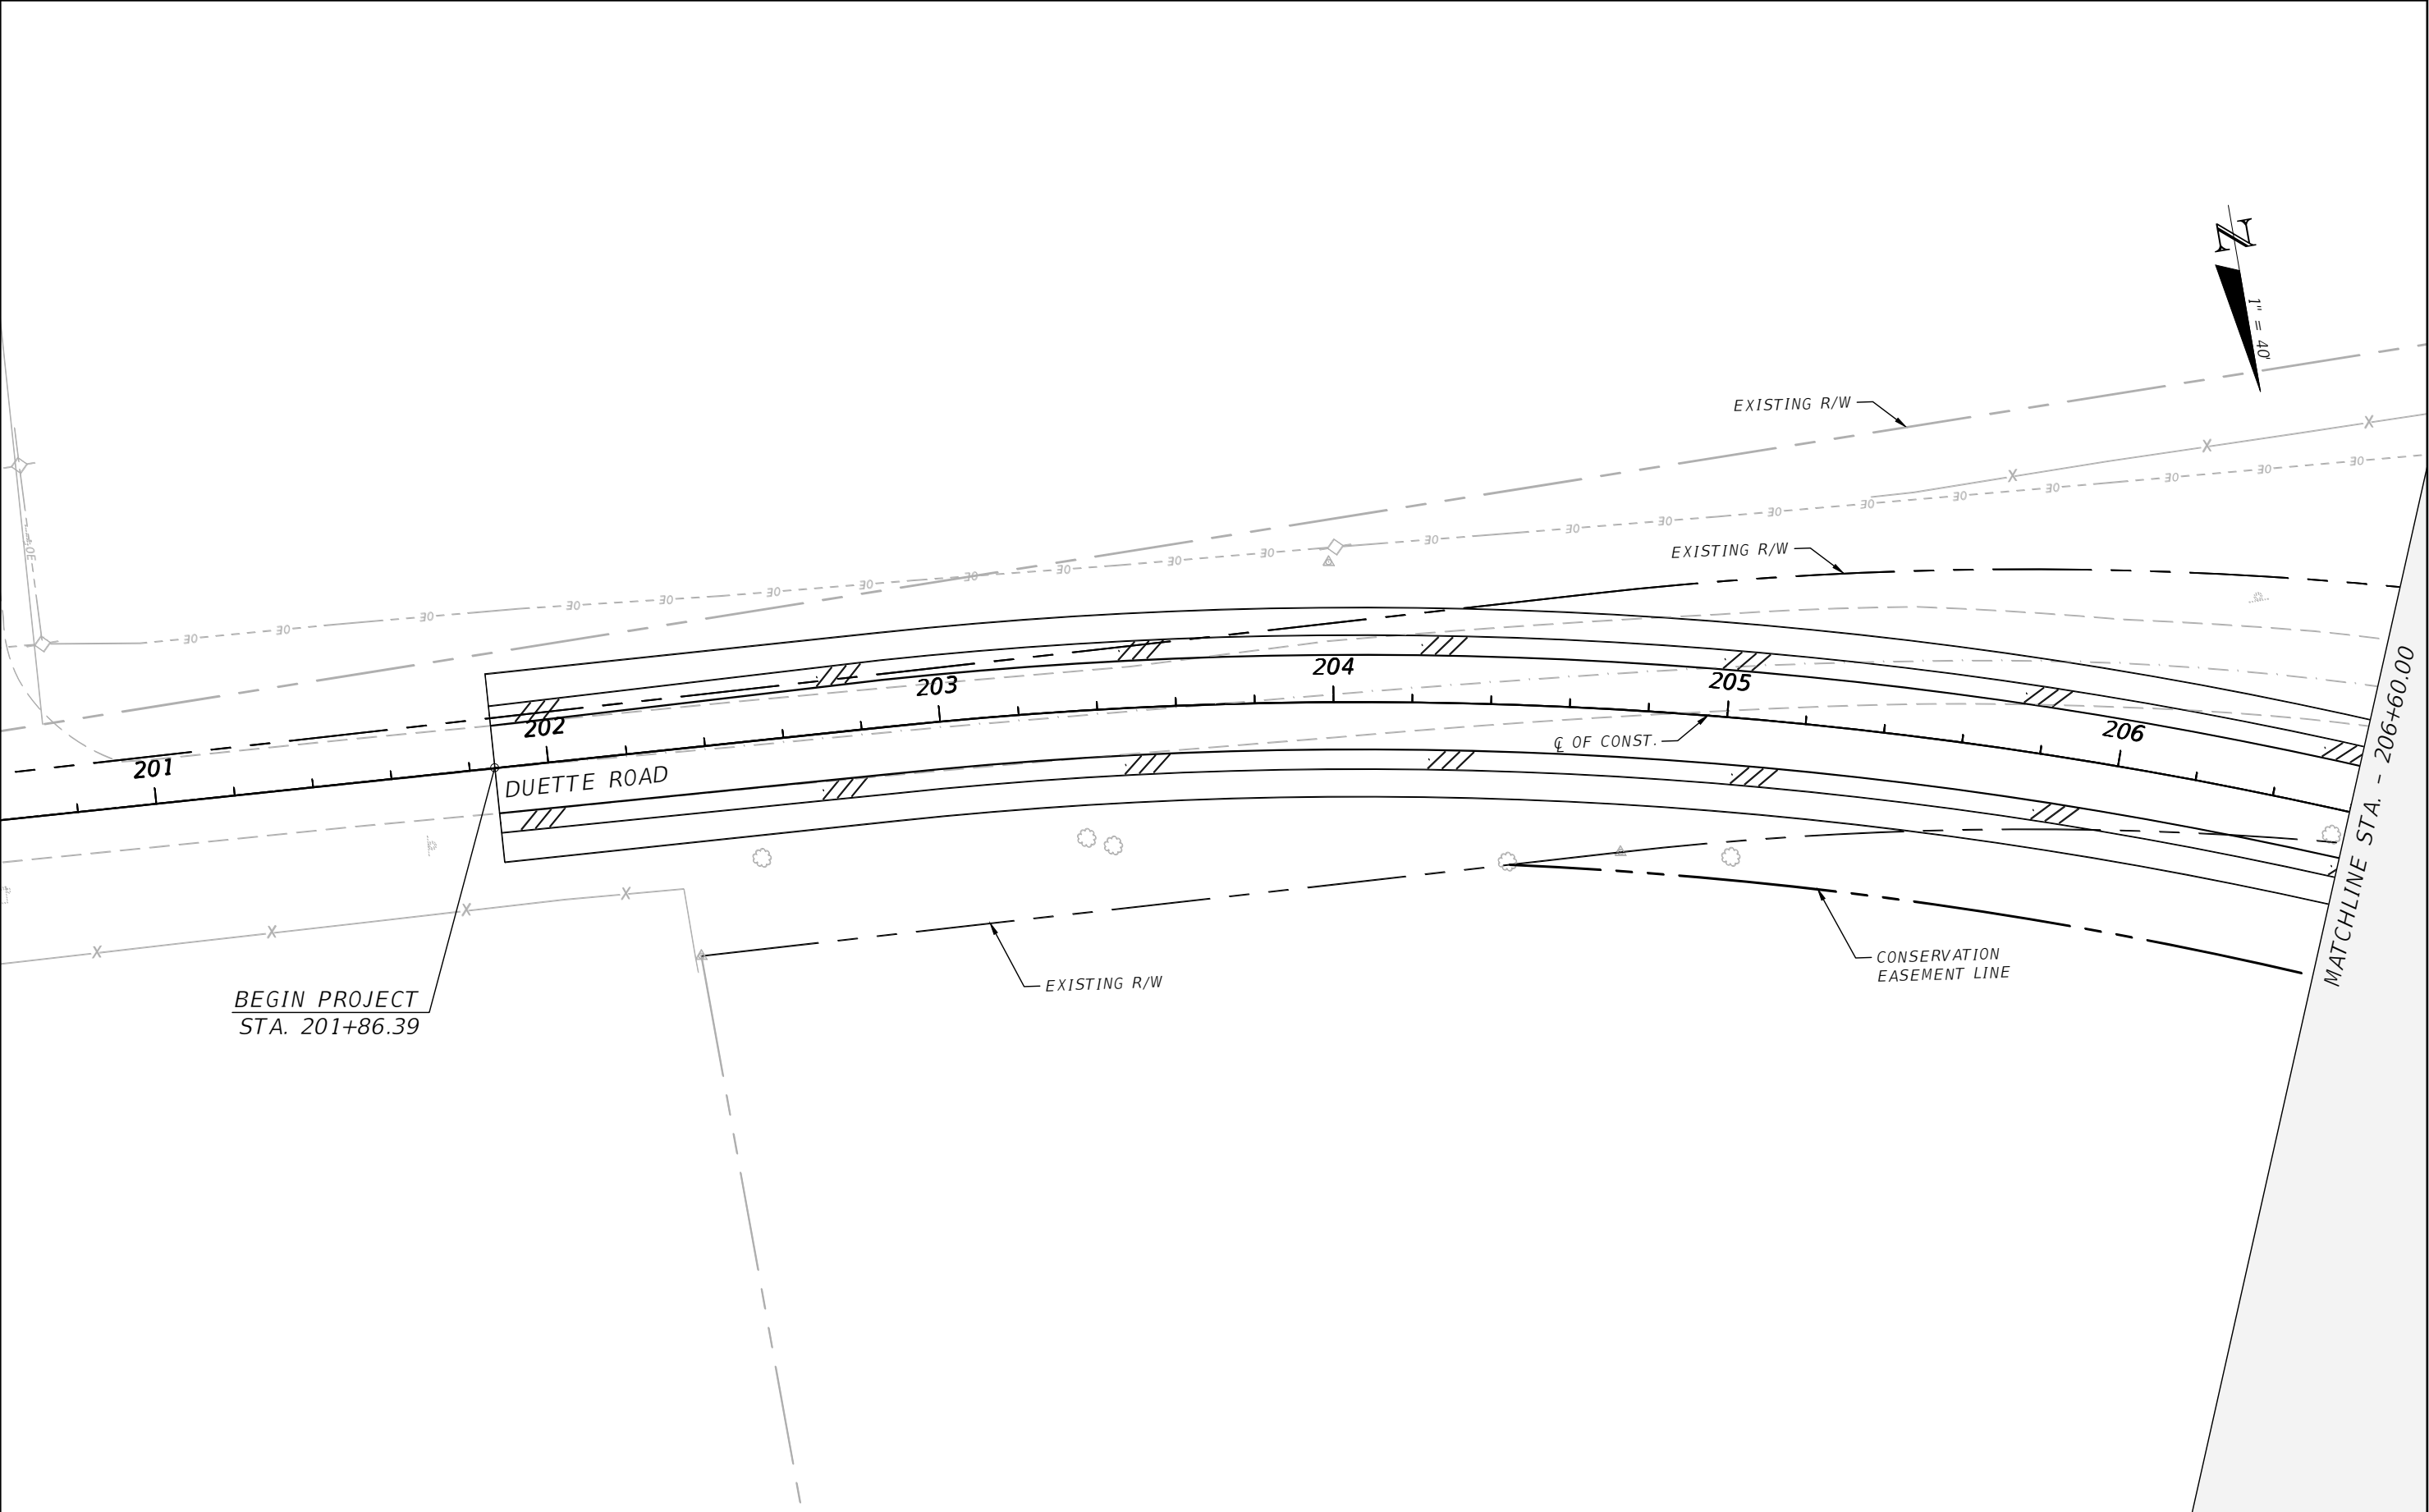 N
1" = 40'
EXISTING R/W
EXISTING R/W
201
202
203
204
205
206
DUETTE ROAD
℄ OF CONST.
BEGIN PROJECT
STA. 201+86.39
EXISTING R/W
CONSERVATION
EASEMENT LINE
MATCHLINE STA. - 206+60.00